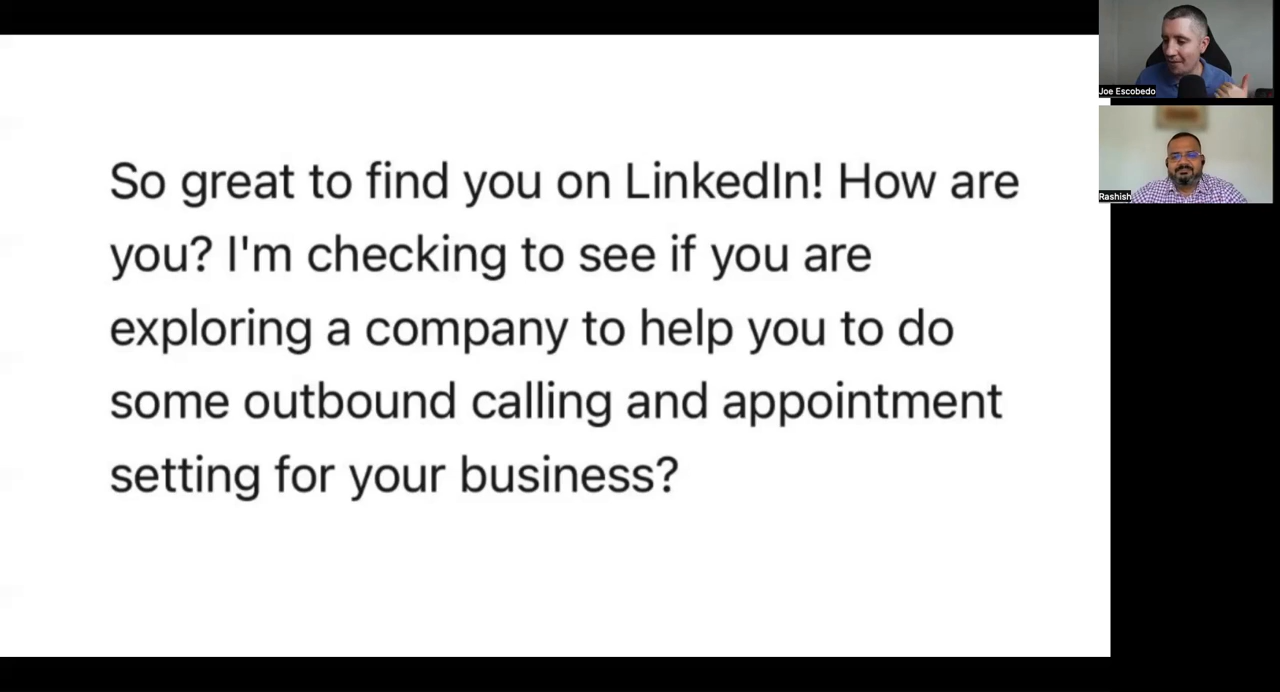 So great to find you on LinkedIn! How are
you? I'm checking to see if you are
exploring a company to help you to do
some outbound calling and appointment
setting for your business?
Joe Escobedo
Rashish